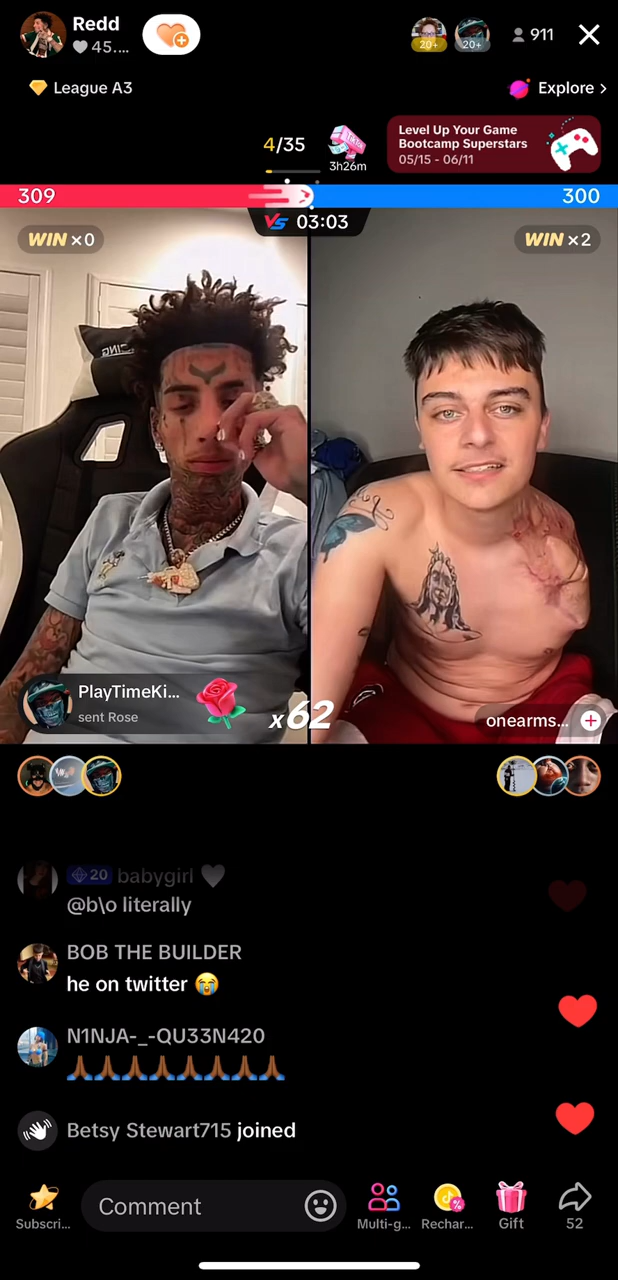 Redd
45....
20+
20+
911
League A3
Explore >
4/35
3h26m
Level Up Your Game
Bootcamp Superstars
05/15 - 06/11
309
300
VS 03:03
WIN x0
WIN x2
PlayTimeKi...
sent Rose
x62
onearms...
20 babygirl 🤍
@b\o literally
BOB THE BUILDER
he on twitter 😭
N1NJA-_-QU33N420
🙏🏾🙏🏾🙏🏾🙏🏾🙏🏾🙏🏾🙏🏾🙏🏾
Betsy Stewart715 joined
Comment
Subscri...
Multi-g...
Rechar...
Gift
52